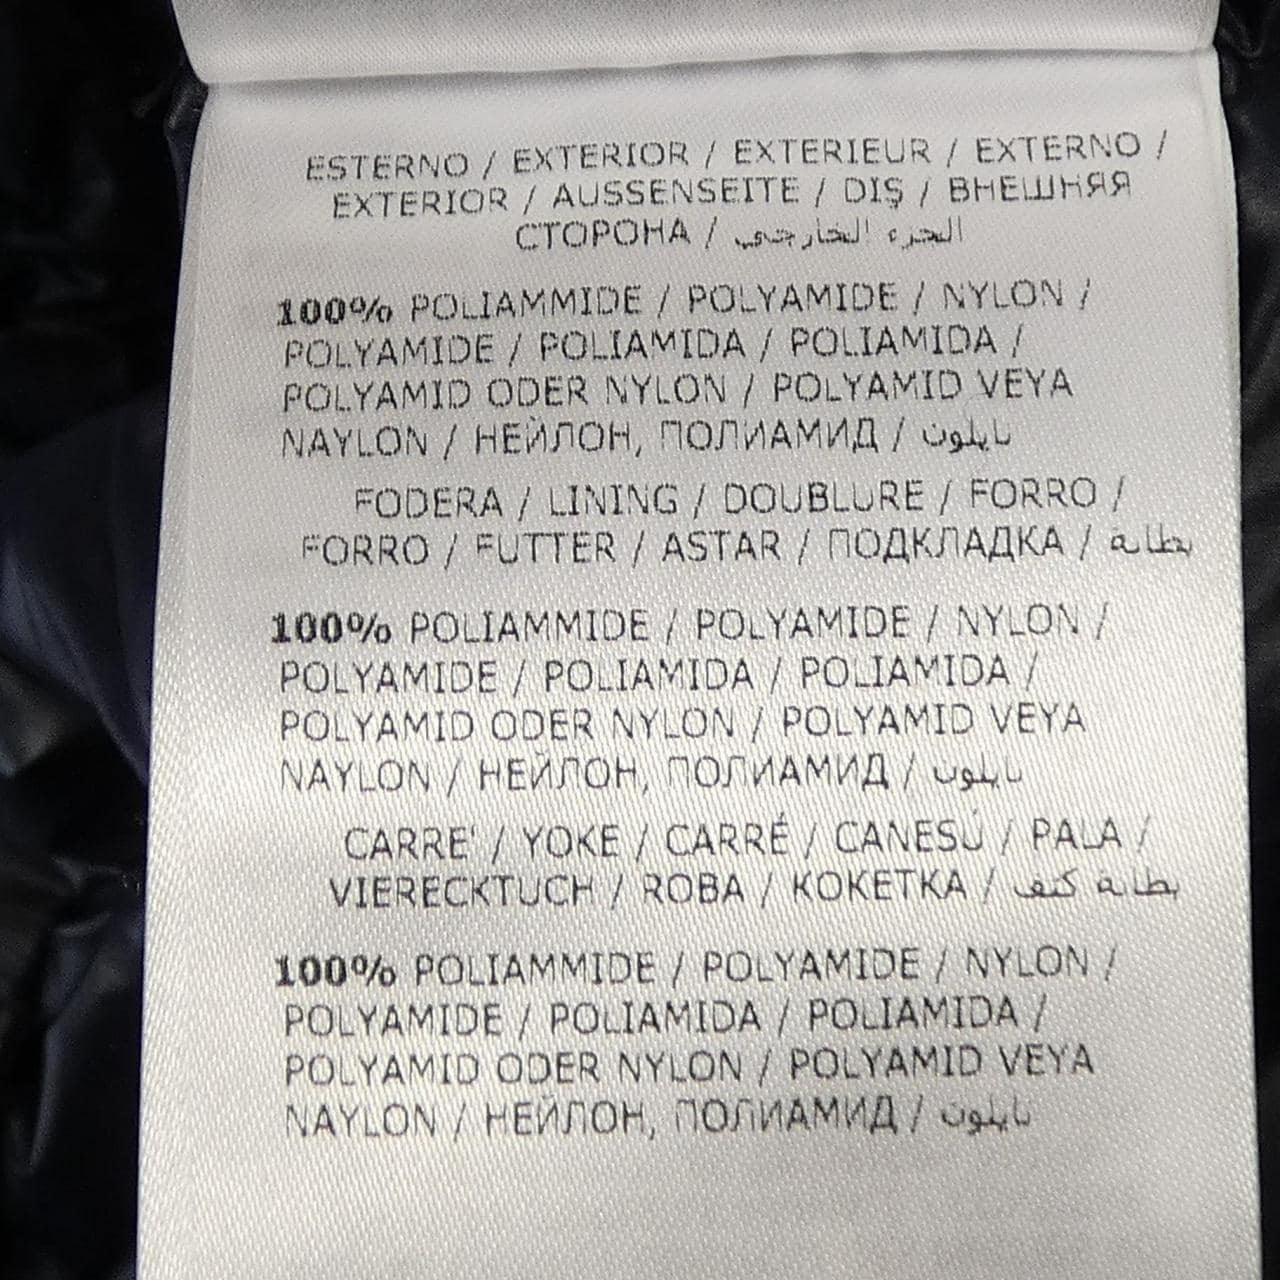 ESTERNO / EXTERIOR / EXTERIEUR / EXTERNO /
EXTERIOR / AUSSENSEITE / DIŞ / ВНЕШНЯЯ
СТОРОНА / الجزء الخارجي
100% POLIAMMIDE / POLYAMIDE / NYLON /
POLYAMIDE / POLIAMIDA / POLIAMIDA /
POLYAMID ODER NYLON / POLYAMID VEYA
NAYLON / НЕЙЛОН, ПОЛИАМИД / نايلون
FODERA / LINING / DOUBLURE / FORRO /
FORRO / FUTTER / ASTAR / ПОДКЛАДКА / بطانة
100% POLIAMMIDE / POLYAMIDE / NYLON /
POLYAMIDE / POLIAMIDA / POLIAMIDA /
POLYAMID ODER NYLON / POLYAMID VEYA
NAYLON / НЕЙЛОН, ПОЛИАМИД / نايلون
CARRE' / YOKE / CARRÉ / CANESÚ / PALA /
VIERECKTUCH / ROBA / КОКЕТКА / بطانة كتف
100% POLIAMMIDE / POLYAMIDE / NYLON /
POLYAMIDE / POLIAMIDA / POLIAMIDA /
POLYAMID ODER NYLON / POLYAMID VEYA
NAYLON / НЕЙЛОН, ПОЛИАМИД / نايلون